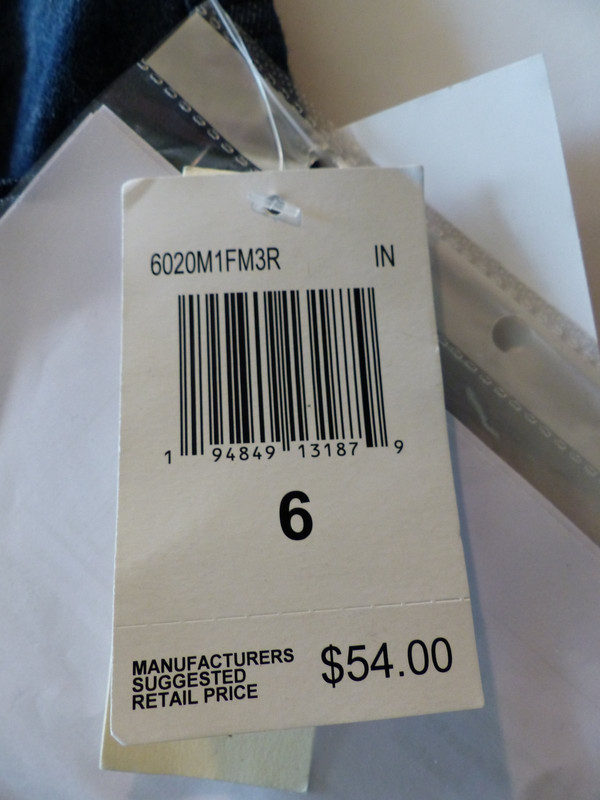 6020M1FM3R IN
1 94849 13187 9
6
MANUFACTURERS
SUGGESTED
RETAIL PRICE
$54.00